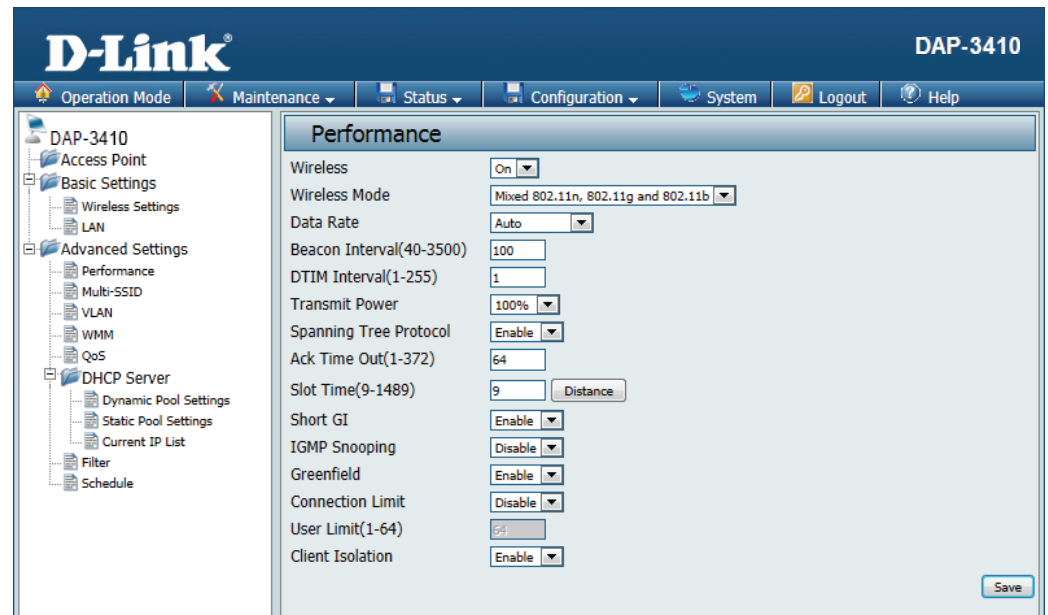 D-Link®
DAP-3410
Operation Mode Maintenance Status Configuration System Logout Help
DAP-3410
Access Point
Basic Settings
Wireless Settings
LAN
Advanced Settings
Performance
Multi-SSID
VLAN
WMM
QoS
DHCP Server
Dynamic Pool Settings
Static Pool Settings
Current IP List
Filter
Schedule
Performance
Wireless On
Wireless Mode Mixed 802.11n, 802.11g and 802.11b
Data Rate Auto
Beacon Interval(40-3500) 100
DTIM Interval(1-255) 1
Transmit Power 100%
Spanning Tree Protocol Enable
Ack Time Out(1-372) 64
Slot Time(9-1489) 9 Distance
Short GI Enable
IGMP Snooping Disable
Greenfield Enable
Connection Limit Disable
User Limit(1-64) 64
Client Isolation Enable
Save